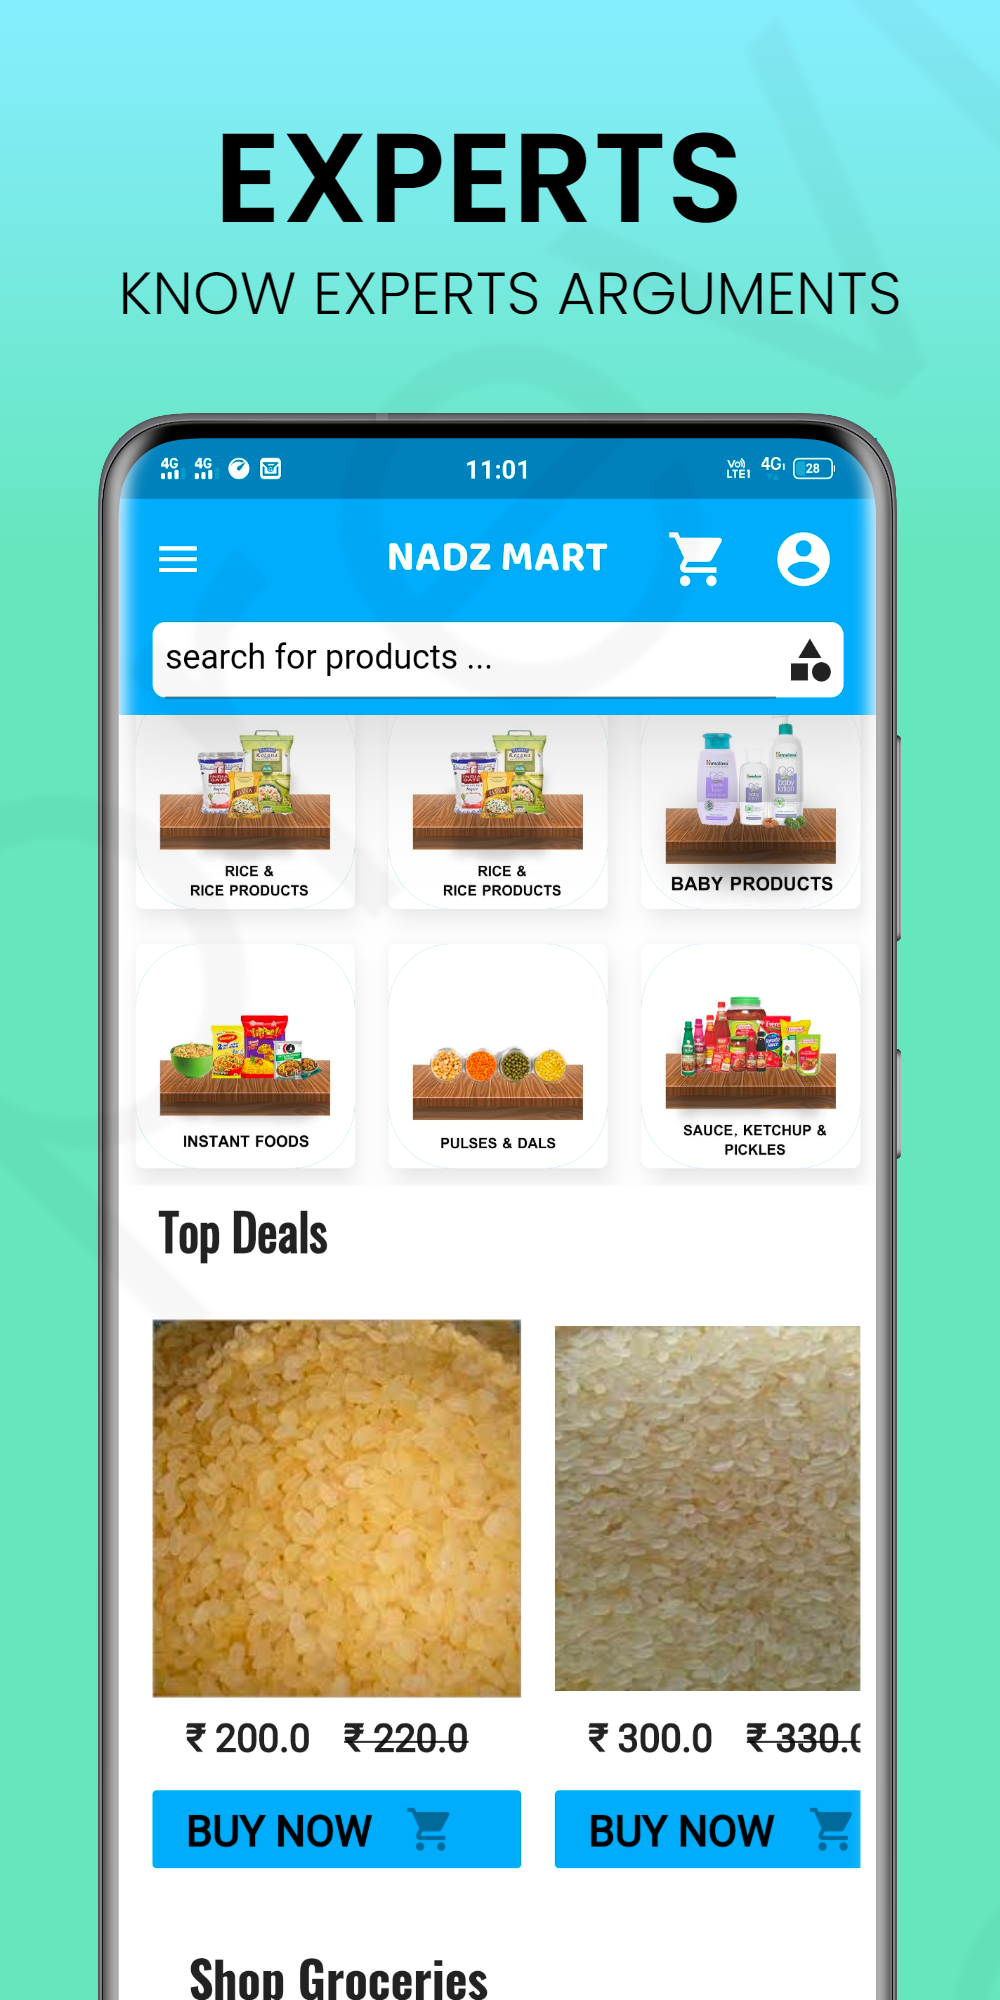 EXPERTS
KNOW EXPERTS ARGUMENTS
4G 4G 11:01 Vo) LTE1 4G 28
NADZ MART
search for products ...
RICE &
RICE PRODUCTS
RICE &
RICE PRODUCTS
BABY PRODUCTS
INSTANT FOODS
PULSES & DALS
SAUCE, KETCHUP &
PICKLES
Top Deals
₹ 200.0 ₹ 220.0
₹ 300.0 ₹ 330.0
BUY NOW
BUY NOW
Shop Groceries